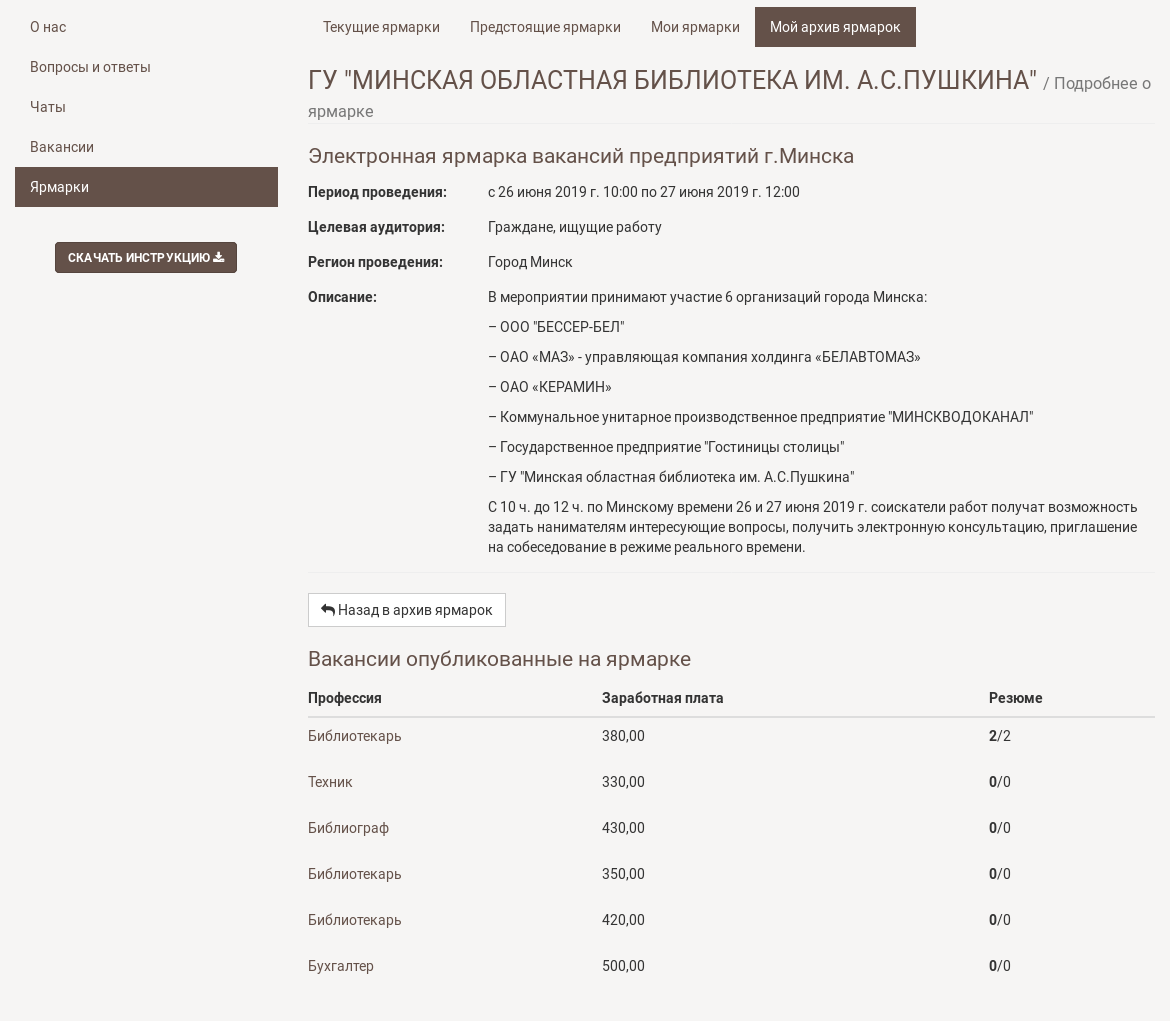 О нас
Вопросы и ответы
Чаты
Вакансии
Ярмарки
СКАЧАТЬ ИНСТРУКЦИЮ
Текущие ярмарки Предстоящие ярмарки Мои ярмарки Мой архив ярмарок
ГУ "МИНСКАЯ ОБЛАСТНАЯ БИБЛИОТЕКА ИМ. А.С.ПУШКИНА" / Подробнее о
ярмарке
Электронная ярмарка вакансий предприятий г.Минска
Период проведения: с 26 июня 2019 г. 10:00 по 27 июня 2019 г. 12:00
Целевая аудитория: Граждане, ищущие работу
Регион проведения: Город Минск
Описание: В мероприятии принимают участие 6 организаций города Минска:
– ООО "БЕССЕР-БЕЛ"
– ОАО «МАЗ» - управляющая компания холдинга «БЕЛАВТОМАЗ»
– ОАО «КЕРАМИН»
– Коммунальное унитарное производственное предприятие "МИНСКВОДОКАНАЛ"
– Государственное предприятие "Гостиницы столицы"
– ГУ "Минская областная библиотека им. А.С.Пушкина"
С 10 ч. до 12 ч. по Минскому времени 26 и 27 июня 2019 г. соискатели работ получат возможность
задать нанимателям интересующие вопросы, получить электронную консультацию, приглашение
на собеседование в режиме реального времени.
Назад в архив ярмарок
Вакансии опубликованные на ярмарке
Профессия Заработная плата Резюме
Библиотекарь 380,00 2/2
Техник 330,00 0/0
Библиограф 430,00 0/0
Библиотекарь 350,00 0/0
Библиотекарь 420,00 0/0
Бухгалтер 500,00 0/0